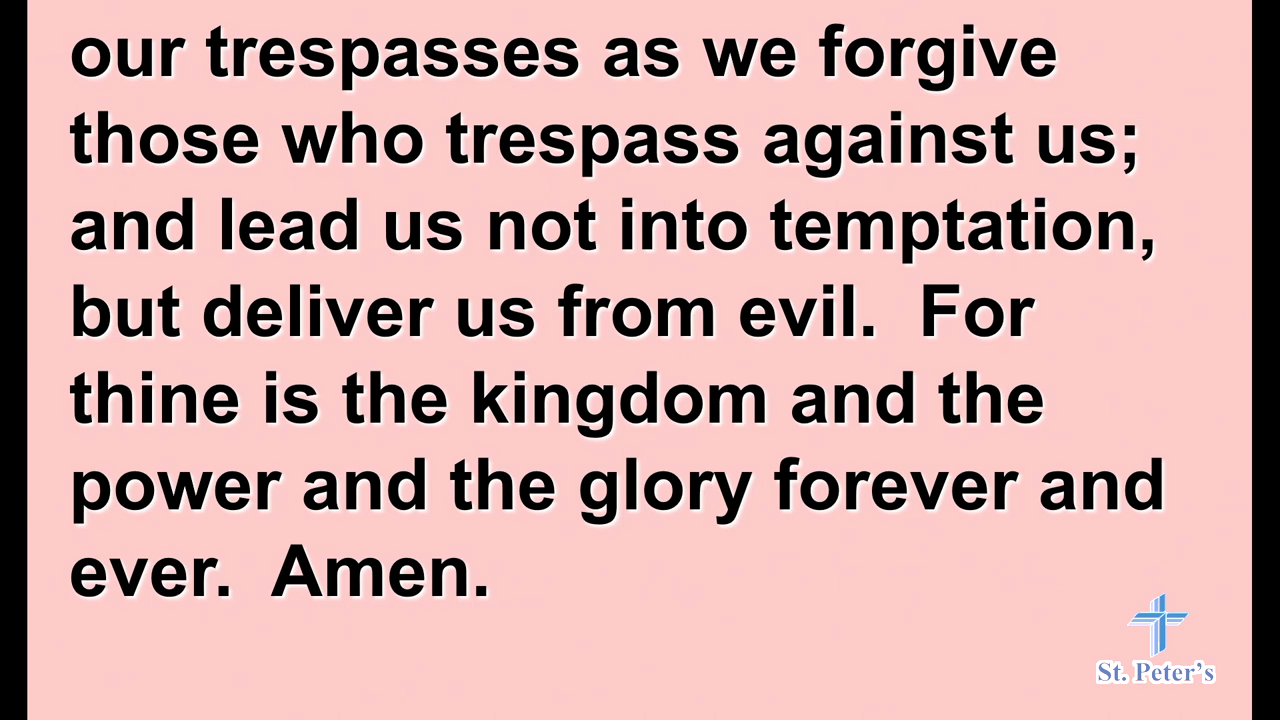 our trespasses as we forgive
those who trespass against us;
and lead us not into temptation,
but deliver us from evil.  For
thine is the kingdom and the
power and the glory forever and
ever.  Amen.
St. Peter’s